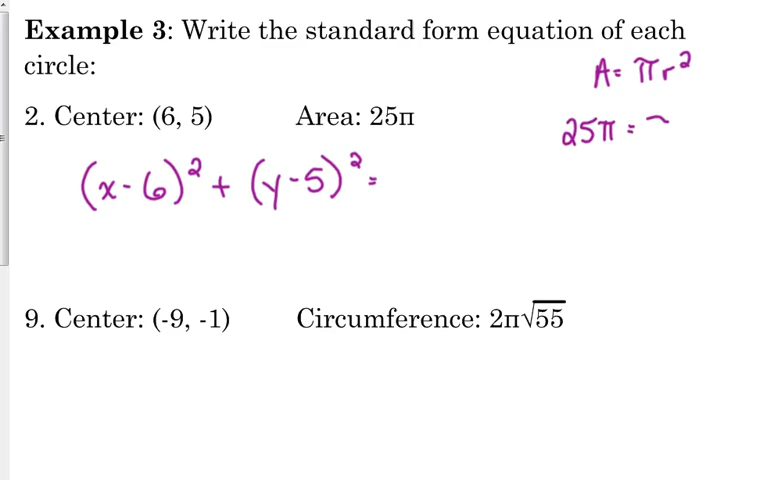 Example 3: Write the standard form equation of each
circle:
A = πr²
2. Center: (6, 5) Area: 25π
25π =
(x - 6)² + (y - 5)² =
9. Center: (-9, -1) Circumference: 2π√55